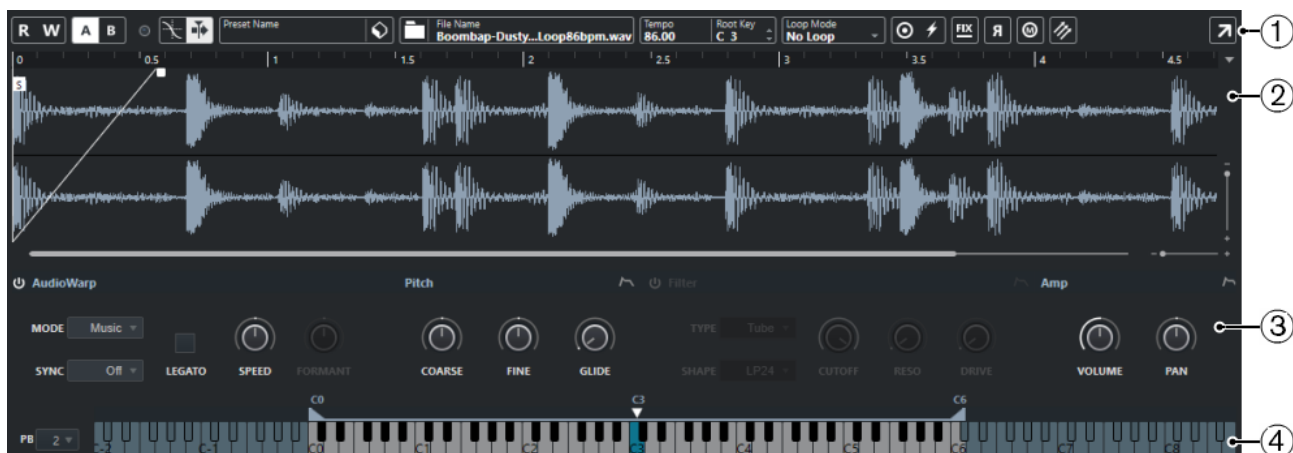 R W A B Preset Name File Name Tempo Root Key Loop Mode
Boombap-Dusty...Loop86bpm.wav 86.00 C 3 No Loop FIX R M 1
0 0.5 1 1.5 2 2.5 3 3.5 4 4.5
S 2
AudioWarp Pitch Filter Amp
MODE Music TYPE Tube 3
SYNC Off LEGATO SPEED FORMANT COARSE FINE GLIDE SHAPE LP24 CUTOFF RESO DRIVE VOLUME PAN
C0 C3 C6
PB 2 C-2 C-1 C0 C1 C2 C3 C4 C5 C6 C7 C8 4